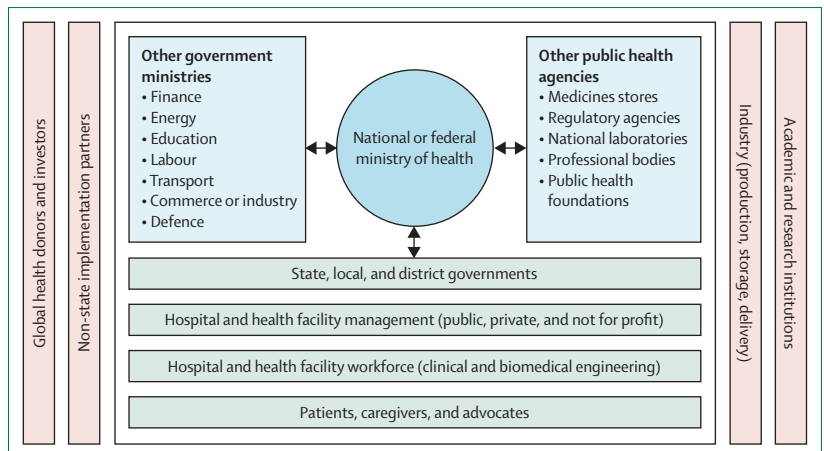 Global health donors and investors
Non-state implementation partners
Other government
ministries
• Finance
• Energy
• Education
• Labour
• Transport
• Commerce or industry
• Defence
National or federal
ministry of health
Other public health
agencies
• Medicines stores
• Regulatory agencies
• National laboratories
• Professional bodies
• Public health
foundations
State, local, and district governments
Hospital and health facility management (public, private, and not for profit)
Hospital and health facility workforce (clinical and biomedical engineering)
Patients, caregivers, and advocates
Industry (production, storage, delivery)
Academic and research institutions